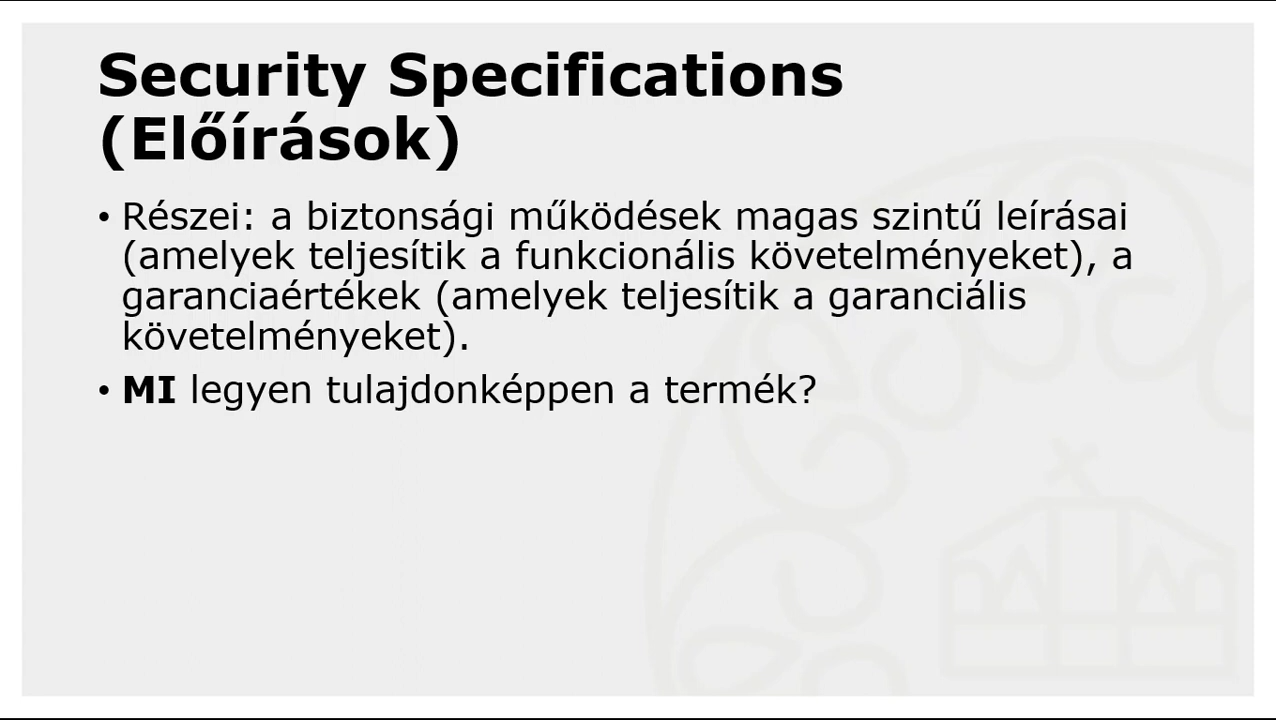 Security Specifications
(Előírások)
• Részei: a biztonsági működések magas szintű leírásai
(amelyek teljesítik a funkcionális követelményeket), a
garanciaértékek (amelyek teljesítik a garanciális
követelményeket).
• MI legyen tulajdonképpen a termék?